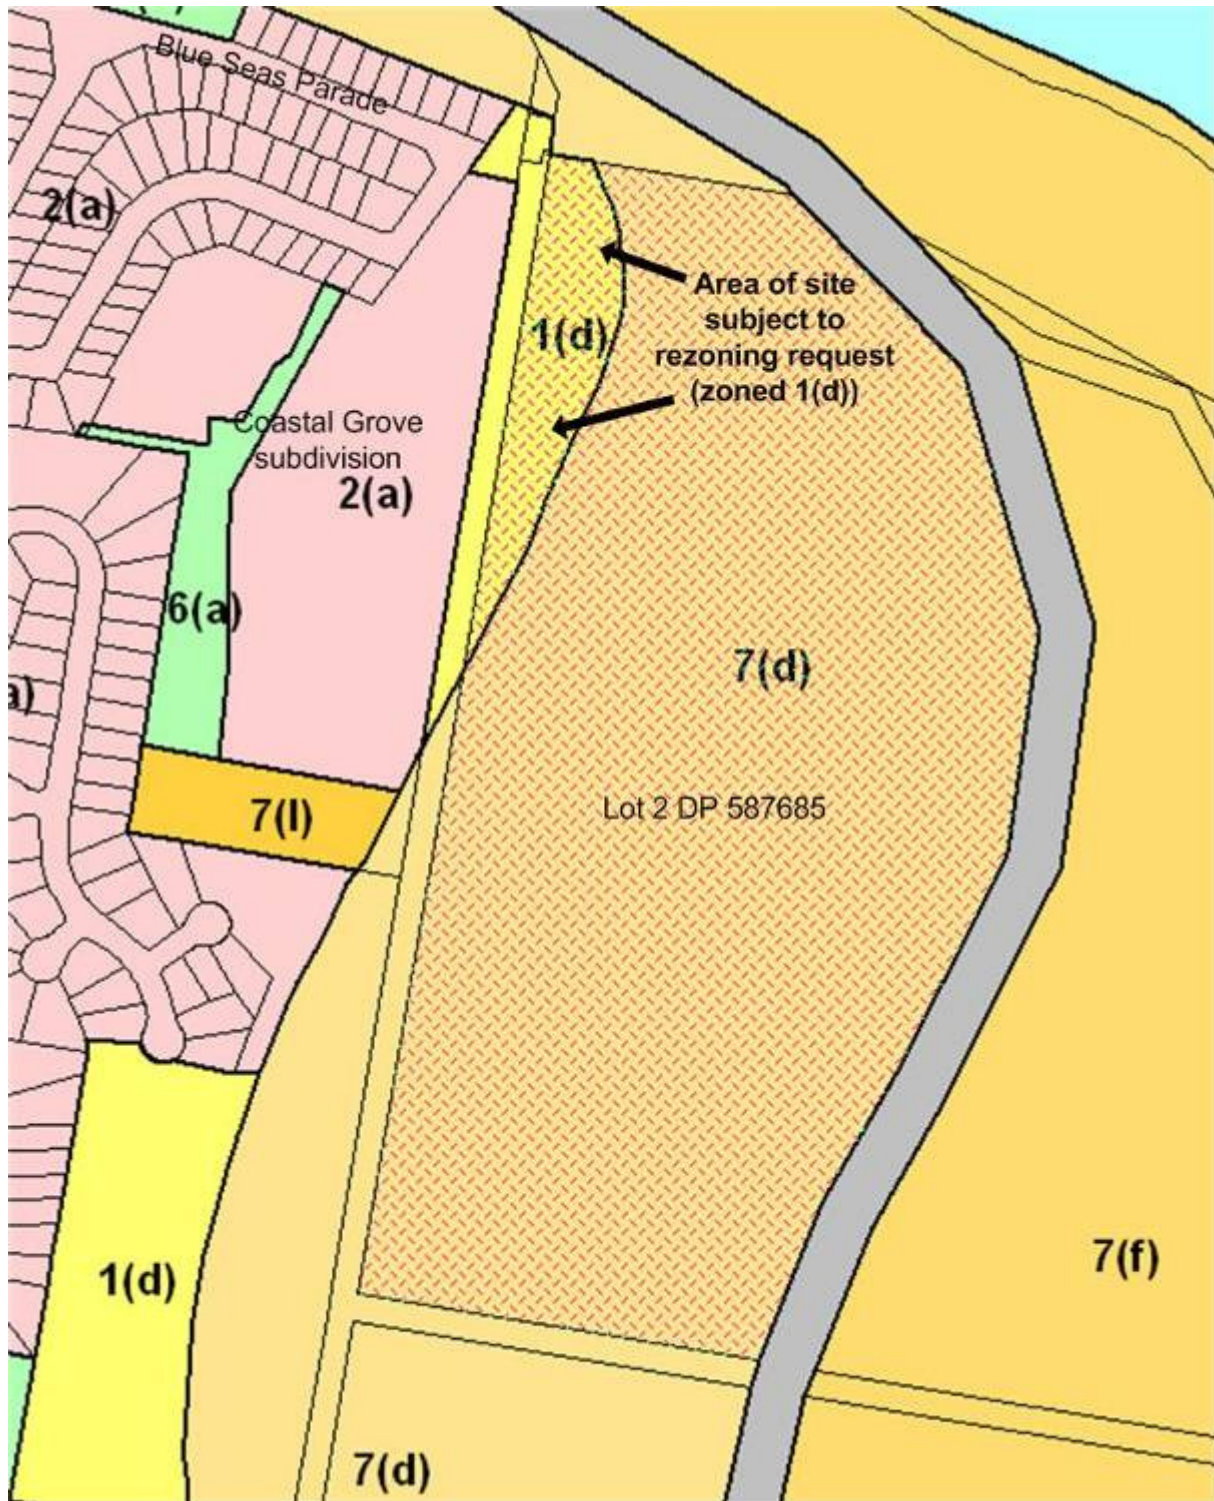 Blue Seas Parade
2(a)
Area of site
subject to
rezoning request
(zoned 1(d))
1(d)
Coastal Grove
subdivision
2(a)
6(a)
7(d)
a)
7(l)
Lot 2 DP 587685
7(f)
1(d)
7(d)